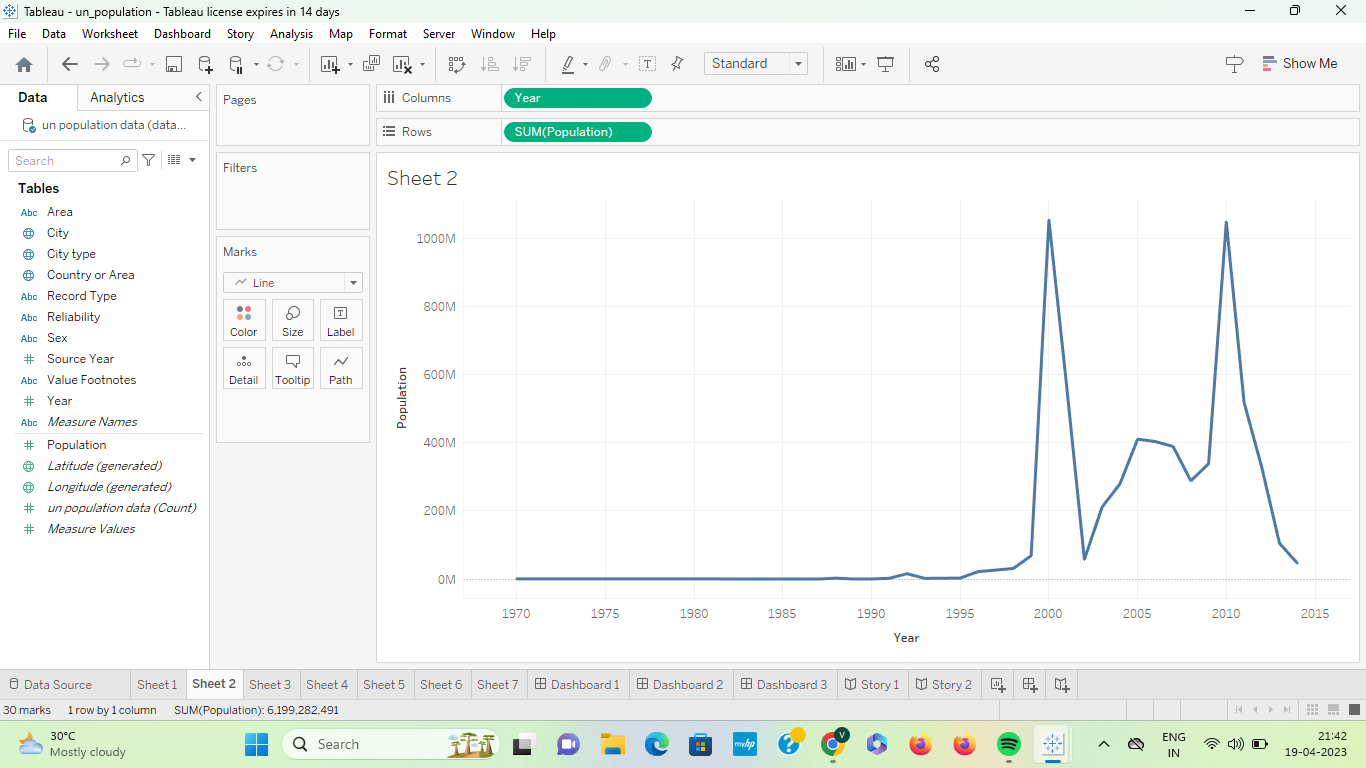 Tableau - un_population - Tableau license expires in 14 days
File Data Worksheet Dashboard Story Analysis Map Format Server Window Help
Standard
Show Me
Data Analytics
un population data (data...
Search
Tables
Abc Area
City
City type
Country or Area
Abc Record Type
Abc Reliability
Abc Sex
Source Year
Abc Value Footnotes
Year
Abc Measure Names
Population
Latitude (generated)
Longitude (generated)
un population data (Count)
Measure Values
Pages
Filters
Marks
Line
Color Size Label
Detail Tooltip Path
Columns Year
Rows SUM(Population)
Sheet 2
1000M
800M
600M
400M
200M
0M
Population
1970 1975 1980 1985 1990 1995 2000 2005 2010 2015
Year
Data Source Sheet 1 Sheet 2 Sheet 3 Sheet 4 Sheet 5 Sheet 6 Sheet 7 Dashboard 1 Dashboard 2 Dashboard 3 Story 1 Story 2
30 marks 1 row by 1 column SUM(Population): 6,199,282,491
30°C
Mostly cloudy
Search
myhp
V
ENG
IN
21:42
19-04-2023